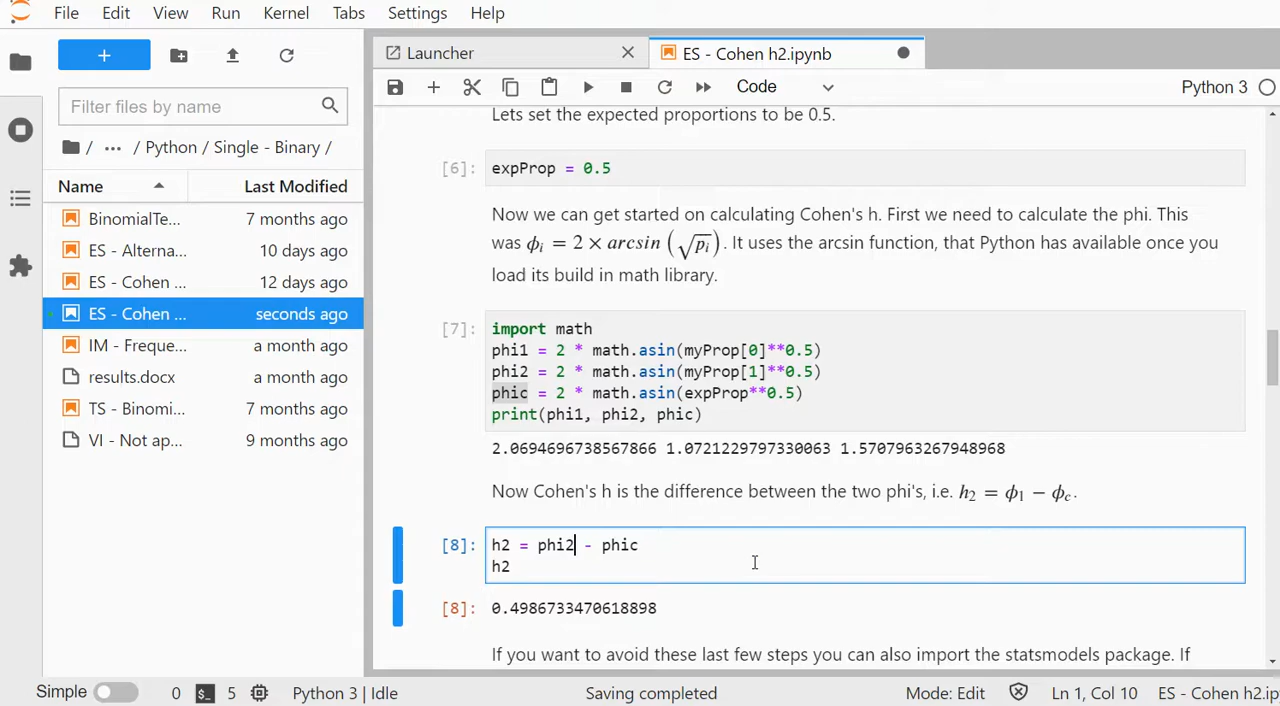 File Edit View Run Kernel Tabs Settings Help
Launcher
ES - Cohen h2.ipynb
Code
Python 3
Filter files by name
/ ... / Python / Single - Binary /
Name Last Modified
BinomialTe... 7 months ago
ES - Alterna... 10 days ago
ES - Cohen ... 12 days ago
ES - Cohen ... seconds ago
IM - Freque... a month ago
results.docx a month ago
TS - Binomi... 7 months ago
VI - Not ap... 9 months ago
Lets set the expected proportions to be 0.5.
[6]: expProp = 0.5
Now we can get started on calculating Cohen's h. First we need to calculate the phi. This
was ϕi = 2 × arcsin (√pi). It uses the arcsin function, that Python has available once you
load its build in math library.
[7]: import math
phi1 = 2 * math.asin(myProp[0]**0.5)
phi2 = 2 * math.asin(myProp[1]**0.5)
phic = 2 * math.asin(expProp**0.5)
print(phi1, phi2, phic)
2.0694696738567866 1.0721229797330063 1.5707963267948968
Now Cohen's h is the difference between the two phi's, i.e. h2 = ϕ1 − ϕc.
[8]: h2 = phi2 - phic
h2
[8]: 0.4986733470618898
If you want to avoid these last few steps you can also import the statsmodels package. If
Simple 0 $_ 5 Python 3 | Idle Saving completed Mode: Edit Ln 1, Col 10 ES - Cohen h2.ip